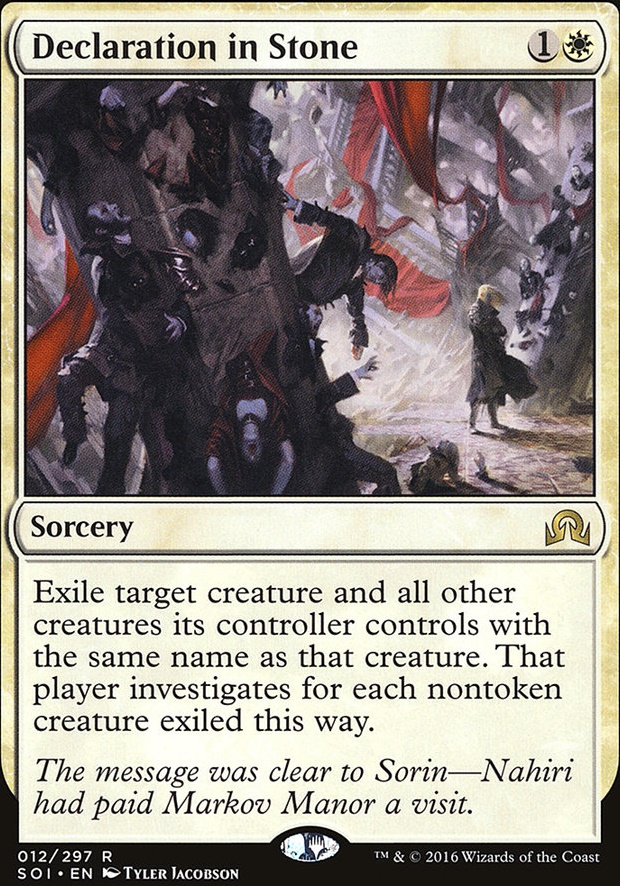 Declaration in Stone 1
Sorcery
Exile target creature and all other
creatures its controller controls with
the same name as that creature. That
player investigates for each nontoken
creature exiled this way.
The message was clear to Sorin—Nahiri
had paid Markov Manor a visit.
012/297 R
SOI • EN Tyler Jacobson
™ & © 2016 Wizards of the Coast